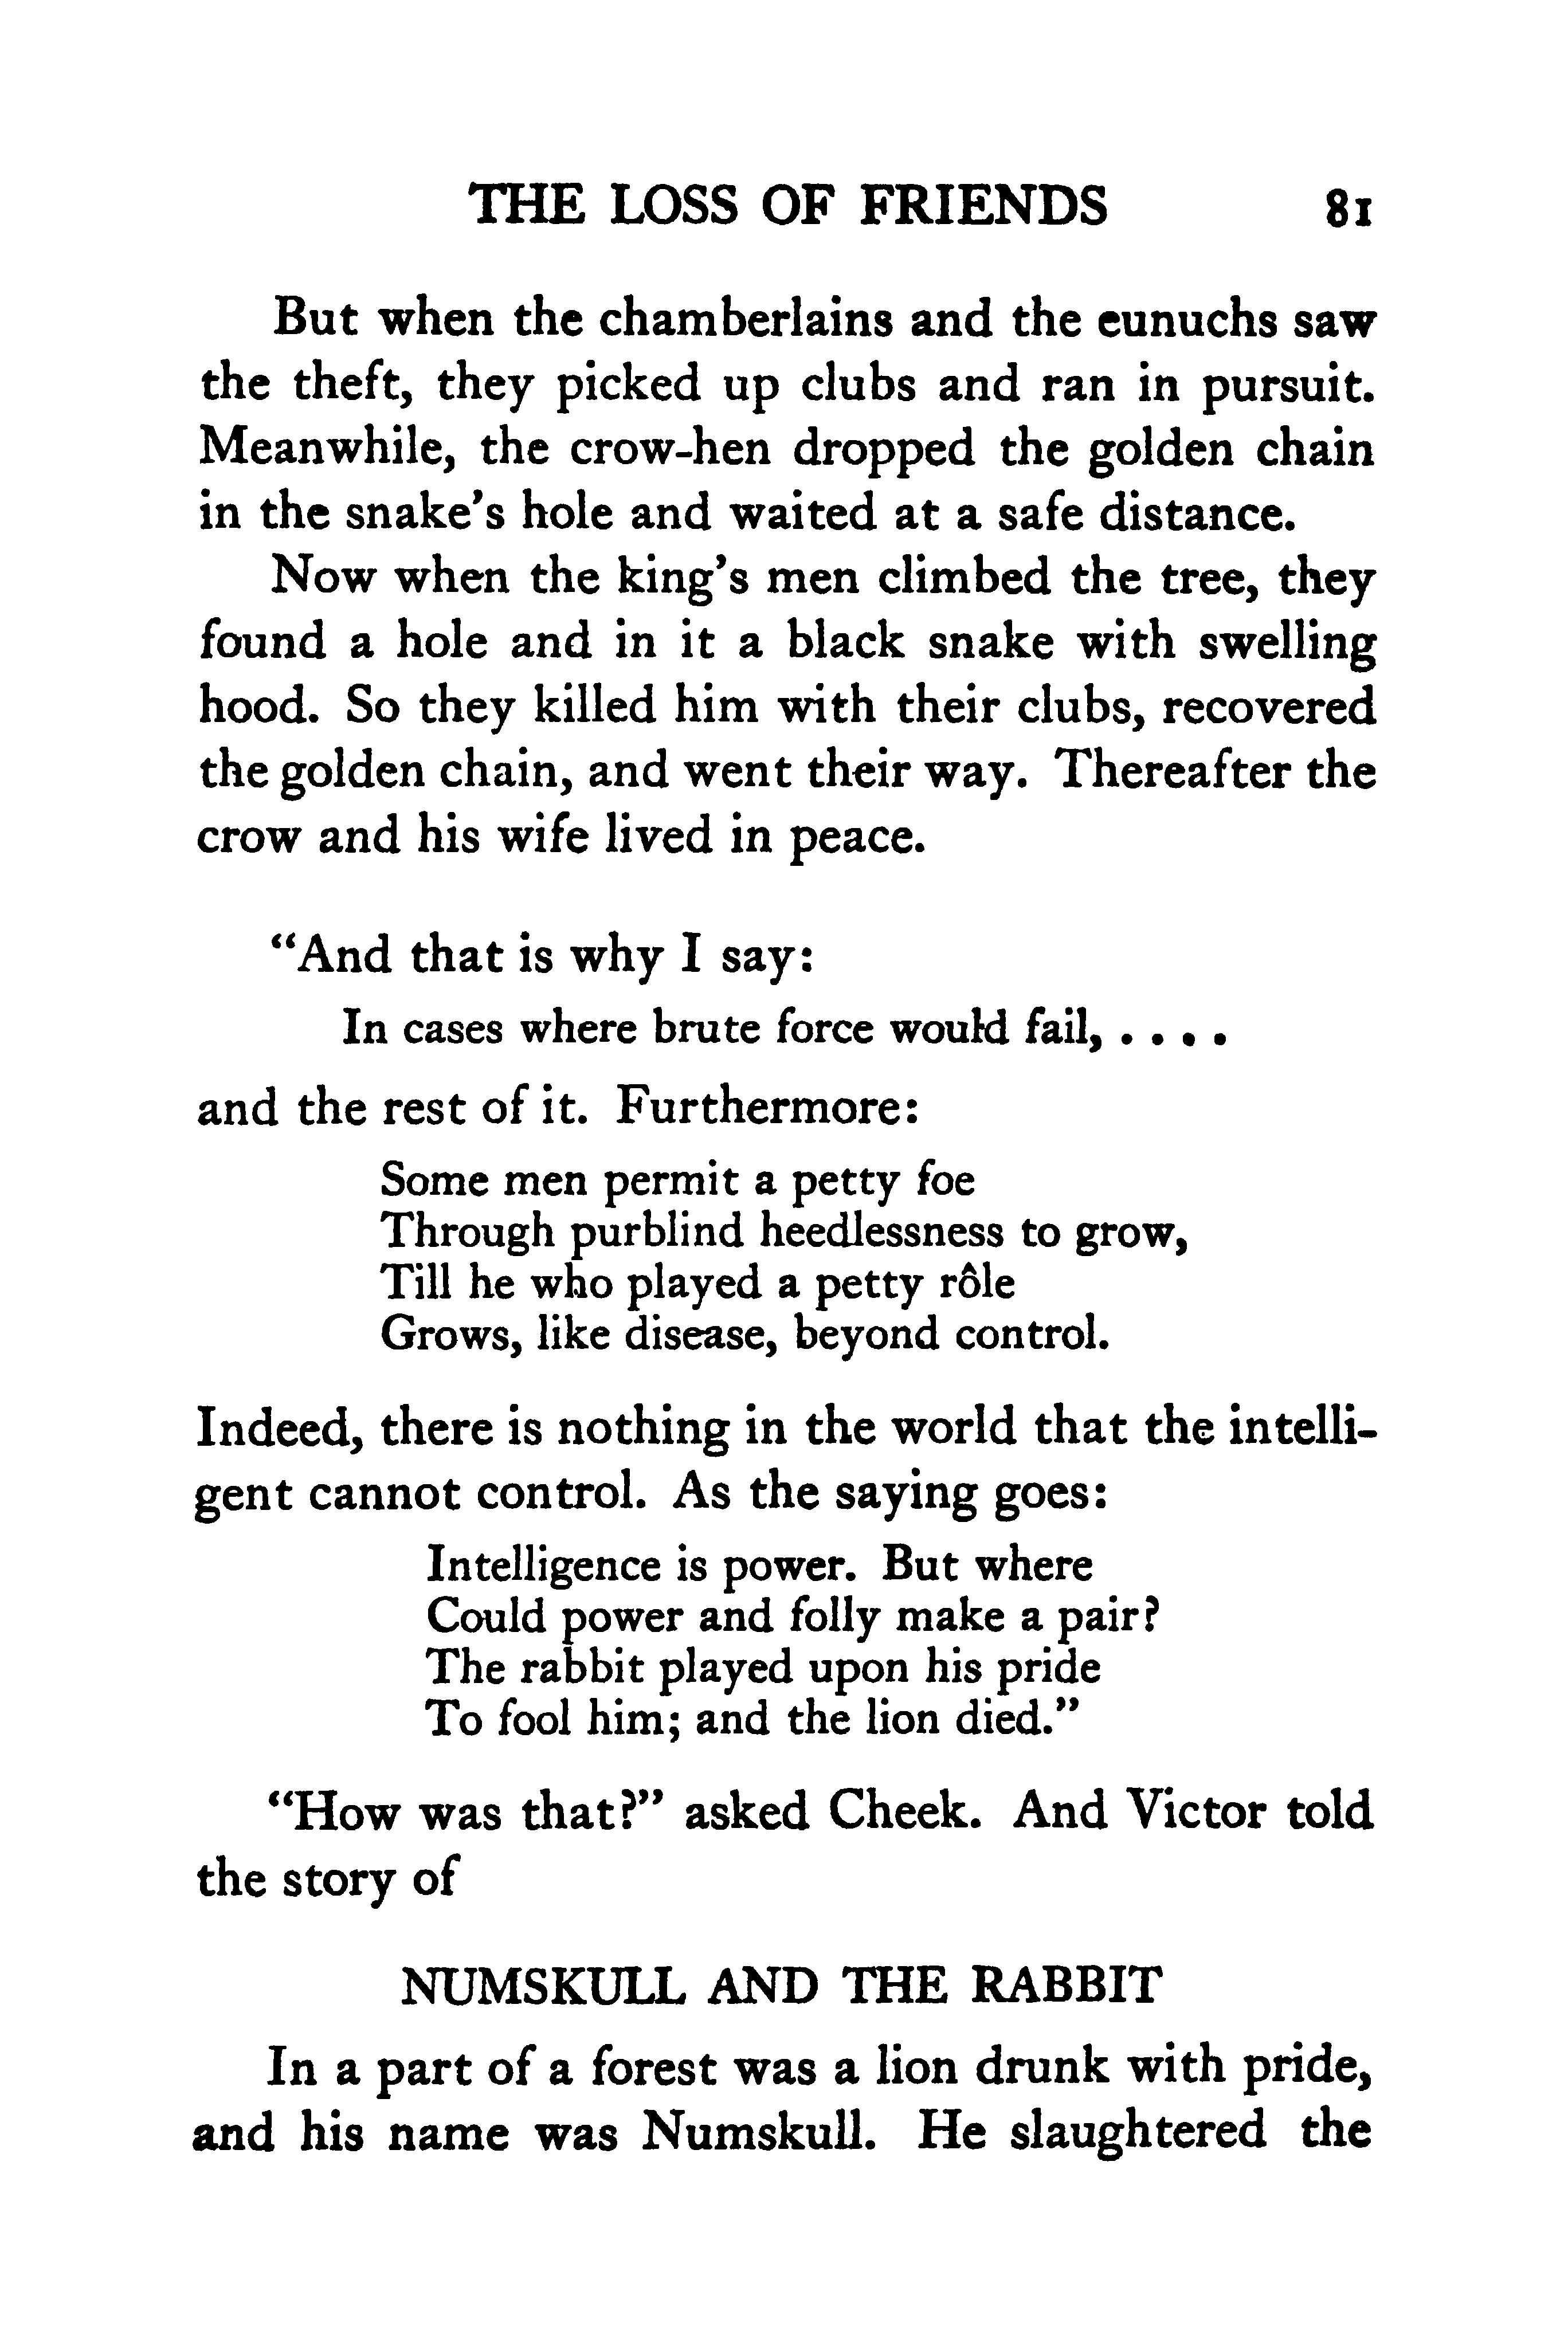 THE LOSS OF FRIENDS 81
But when the chamberlains and the eunuchs saw
the theft, they picked up clubs and ran in pursuit.
Meanwhile, the crow-hen dropped the golden chain
in the snake's hole and waited at a safe distance.
Now when the king's men climbed the tree, they
found a hole and in it a black snake with swelling
hood. So they killed him with their clubs, recovered
the golden chain, and went their way. Thereafter the
crow and his wife lived in peace.
“And that is why I say:
In cases where brute force would fail, . . . .
and the rest of it. Furthermore:
Some men permit a petty foe
Through purblind heedlessness to grow,
Till he who played a petty rôle
Grows, like disease, beyond control.
Indeed, there is nothing in the world that the intelli-
gent cannot control. As the saying goes:
Intelligence is power. But where
Could power and folly make a pair?
The rabbit played upon his pride
To fool him; and the lion died.”
“How was that?” asked Cheek. And Victor told
the story of
NUMSKULL AND THE RABBIT
In a part of a forest was a lion drunk with pride,
and his name was Numskull. He slaughtered the